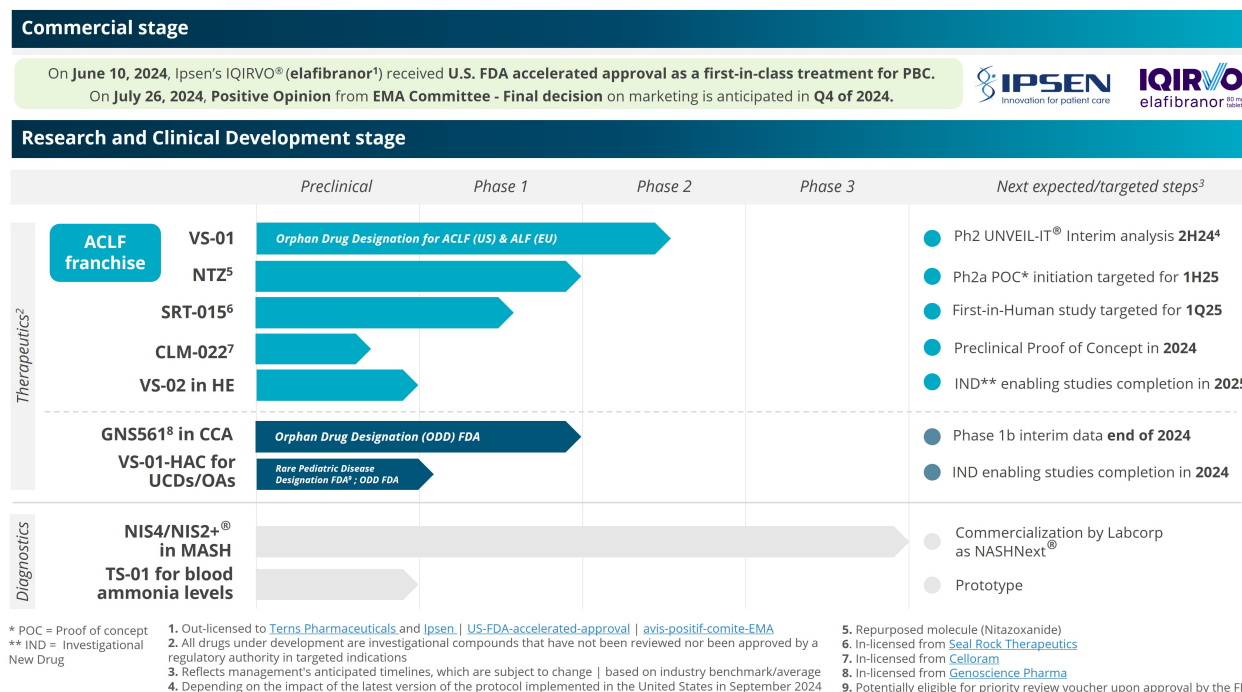 Commercial stage
On June 10, 2024, Ipsen's IQIRVO® (elafibranor¹) received U.S. FDA accelerated approval as a first-in-class treatment for PBC.
On July 26, 2024, Positive Opinion from EMA Committee - Final decision on marketing is anticipated in Q4 of 2024.
IPSEN
Innovation for patient care
IQIRVO
elafibranor 80 mg
Research and Clinical Development stage
Preclinical Phase 1 Phase 2 Phase 3 Next expected/targeted steps³
Therapeutics²
ACLF
franchise
VS-01 Orphan Drug Designation for ACLF (US) & ALF (EU) Ph2 UNVEIL-IT® Interim analysis 2H24⁴
NTZ⁵ Ph2a POC* initiation targeted for 1H25
SRT-015⁶ First-in-Human study targeted for 1Q25
CLM-022⁷ Preclinical Proof of Concept in 2024
VS-02 in HE IND** enabling studies completion in 2025
GNS561⁸ in CCA Orphan Drug Designation (ODD) FDA Phase 1b interim data end of 2024
VS-01-HAC for
UCDs/OAs
Rare Pediatric Disease
Designation FDA⁹ ; ODD FDA
IND enabling studies completion in 2024
Diagnostics
NIS4/NIS2+®
in MASH
Commercialization by Labcorp
as NASHNext®
TS-01 for blood
ammonia levels
Prototype
* POC = Proof of concept
** IND = Investigational
New Drug
1. Out-licensed to Terns Pharmaceuticals and Ipsen | US-FDA-accelerated-approval | avis-positif-comite-EMA
2. All drugs under development are investigational compounds that have not been reviewed nor been approved by a
regulatory authority in targeted indications
3. Reflects management's anticipated timelines, which are subject to change | based on industry benchmark/average
4. Depending on the impact of the latest version of the protocol implemented in the United States in September 2024
5. Repurposed molecule (Nitazoxanide)
6. In-licensed from Seal Rock Therapeutics
7. In-licensed from Celloram
8. In-licensed from Genoscience Pharma
9. Potentially eligible for priority review voucher upon approval by the